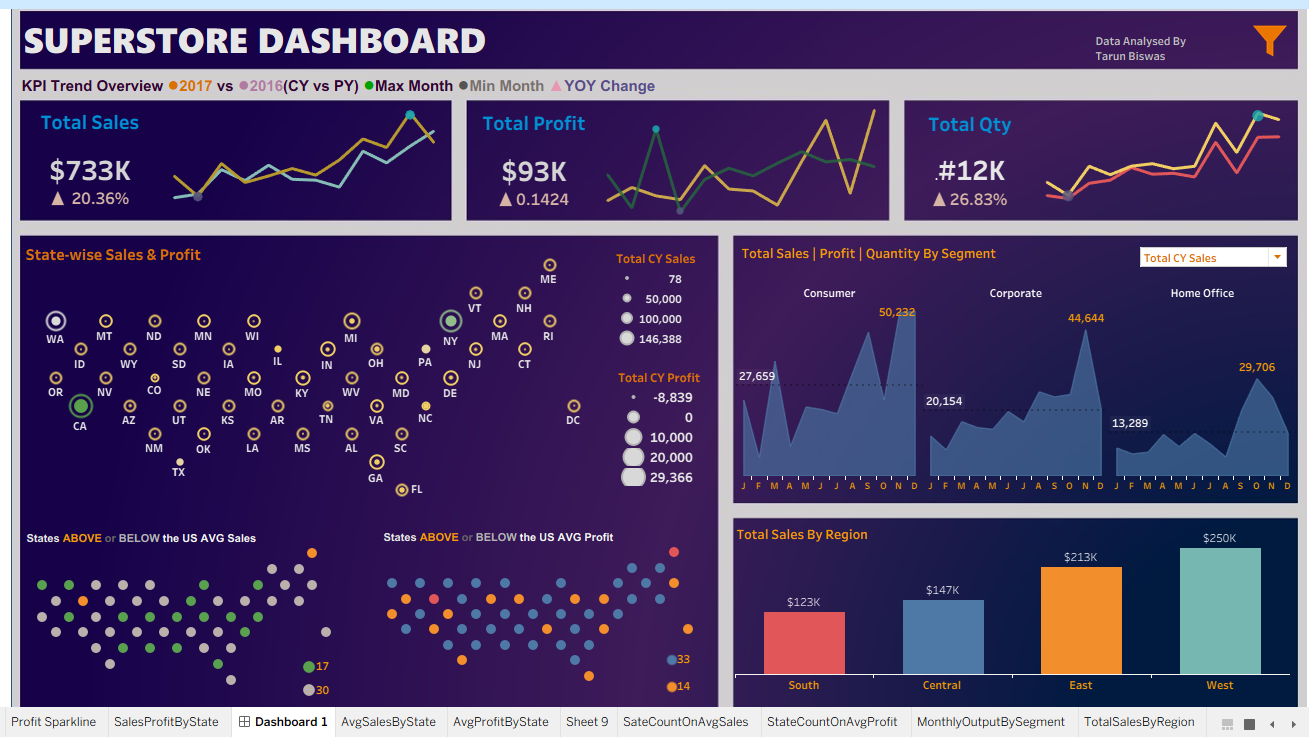 SUPERSTORE DASHBOARD
Data Analysed By
Tarun Biswas
KPI Trend Overview 2017 vs 2016(CY vs PY) Max Month Min Month YOY Change
Total Sales
$733K
20.36%
Total Profit
$93K
0.1424
Total Qty
.#12K
26.83%
State-wise Sales & Profit
ME
VT NH
WA MT ND MN WI MI NY MA RI
ID WY SD IA IL IN OH PA NJ CT
OR NV CO NE MO KY WV MD DE
CA AZ UT KS AR TN VA NC DC
NM OK LA MS AL SC
TX GA
FL
Total CY Sales
78
50,000
100,000
146,388
Total CY Profit
-8,839
0
10,000
20,000
29,366
States ABOVE or BELOW the US AVG Sales
17
30
States ABOVE or BELOW the US AVG Profit
33
14
Total Sales | Profit | Quantity By Segment
Total CY Sales
Consumer Corporate Home Office
50,232
44,644
29,706
27,659
20,154
13,289
J F M A M J J A S O N D J F M A M J J A S O N D J F M A M J J A S O N D
Total Sales By Region
$123K
$147K
$213K
$250K
South Central East West
Profit Sparkline SalesProfitByState Dashboard 1 AvgSalesByState AvgProfitByState Sheet 9 SateCountOnAvgSales StateCountOnAvgProfit MonthlyOutputBySegment TotalSalesByRegion